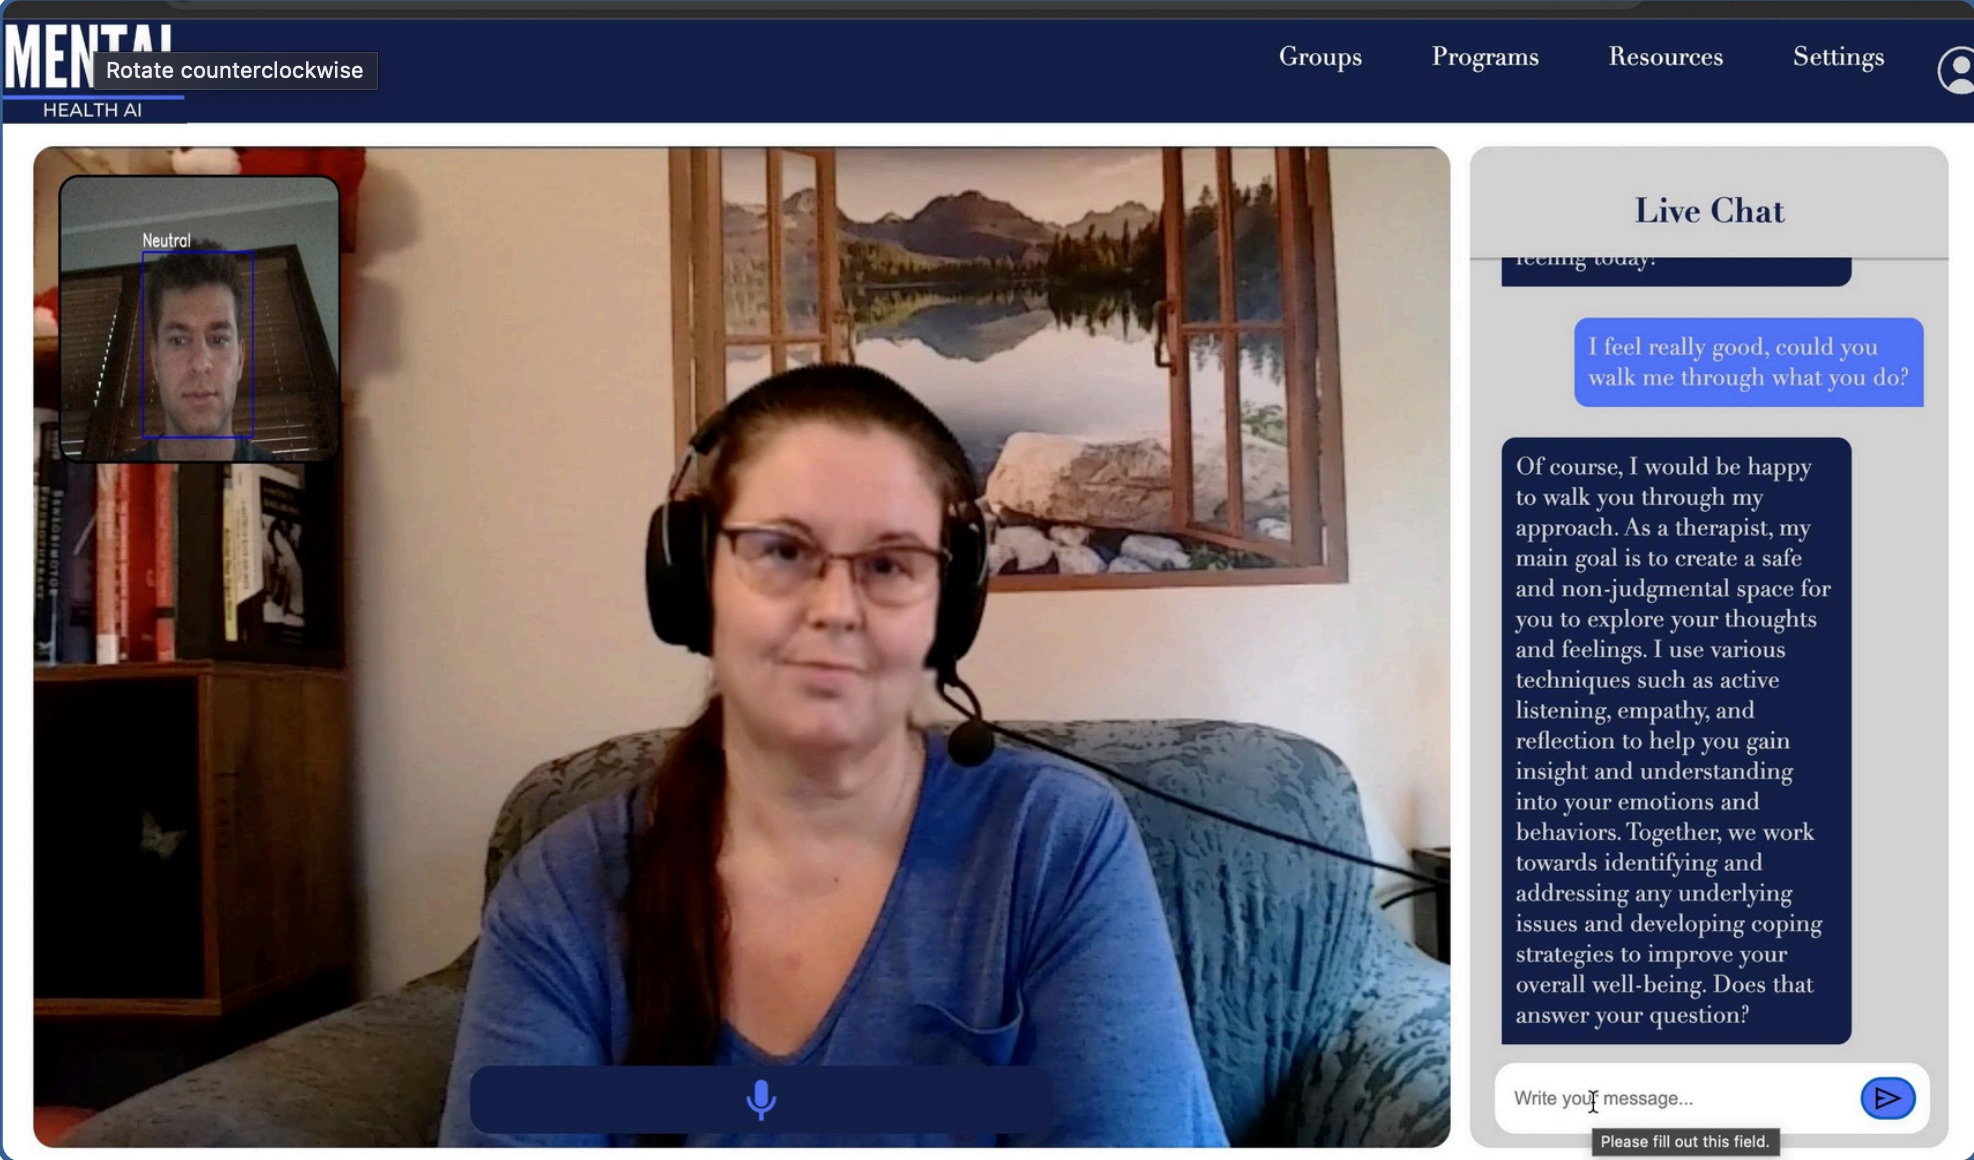 MENTAL
Rotate counterclockwise
HEALTH AI
Groups
Programs
Resources
Settings
Neutral
Live Chat
feeling today?
I feel really good, could you
walk me through what you do?
Of course, I would be happy
to walk you through my
approach. As a therapist, my
main goal is to create a safe
and non-judgmental space for
you to explore your thoughts
and feelings. I use various
techniques such as active
listening, empathy, and
reflection to help you gain
insight and understanding
into your emotions and
behaviors. Together, we work
towards identifying and
addressing any underlying
issues and developing coping
strategies to improve your
overall well-being. Does that
answer your question?
Write your message...
Please fill out this field.